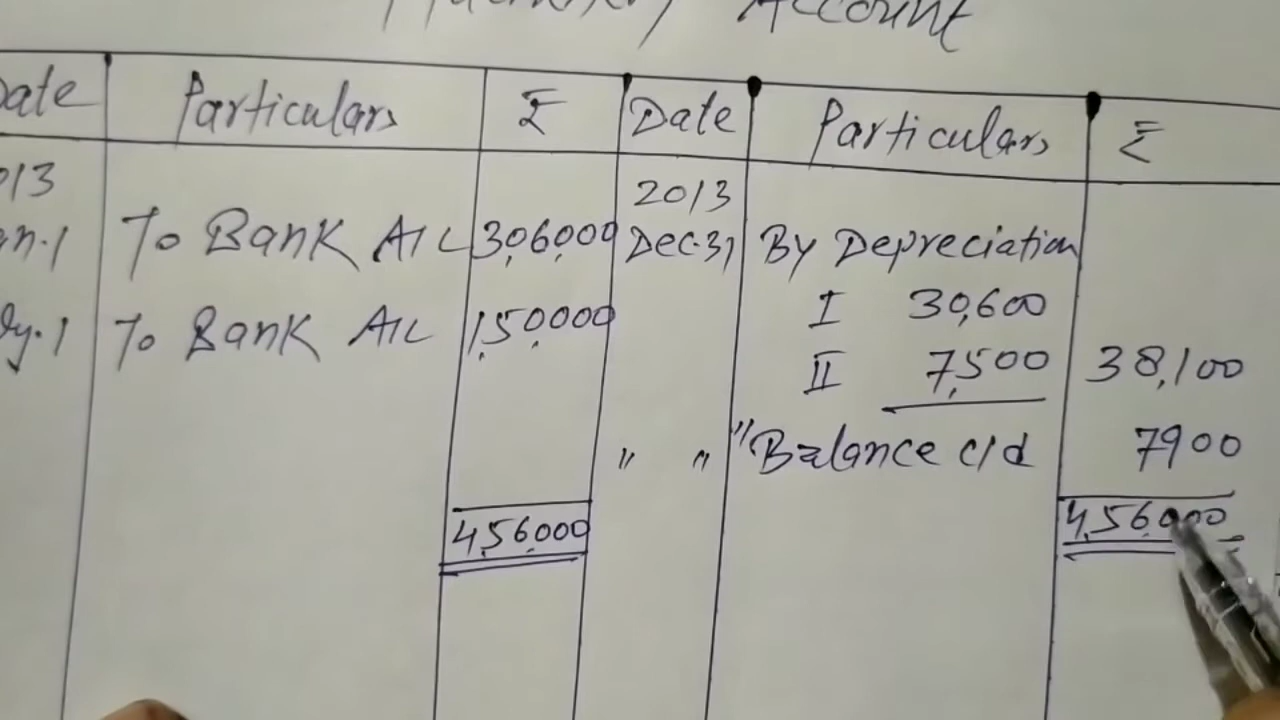 Account
Date Particulars ₹ Date Particulars ₹
2013
013
To Bank A/c 3,06,000 Dec.31 By Depreciation
I 30,600
To Bank A/c 1,50,000
II 7,500 38,100
" " " Balance c/d 7900
4,56,000 4,56,000